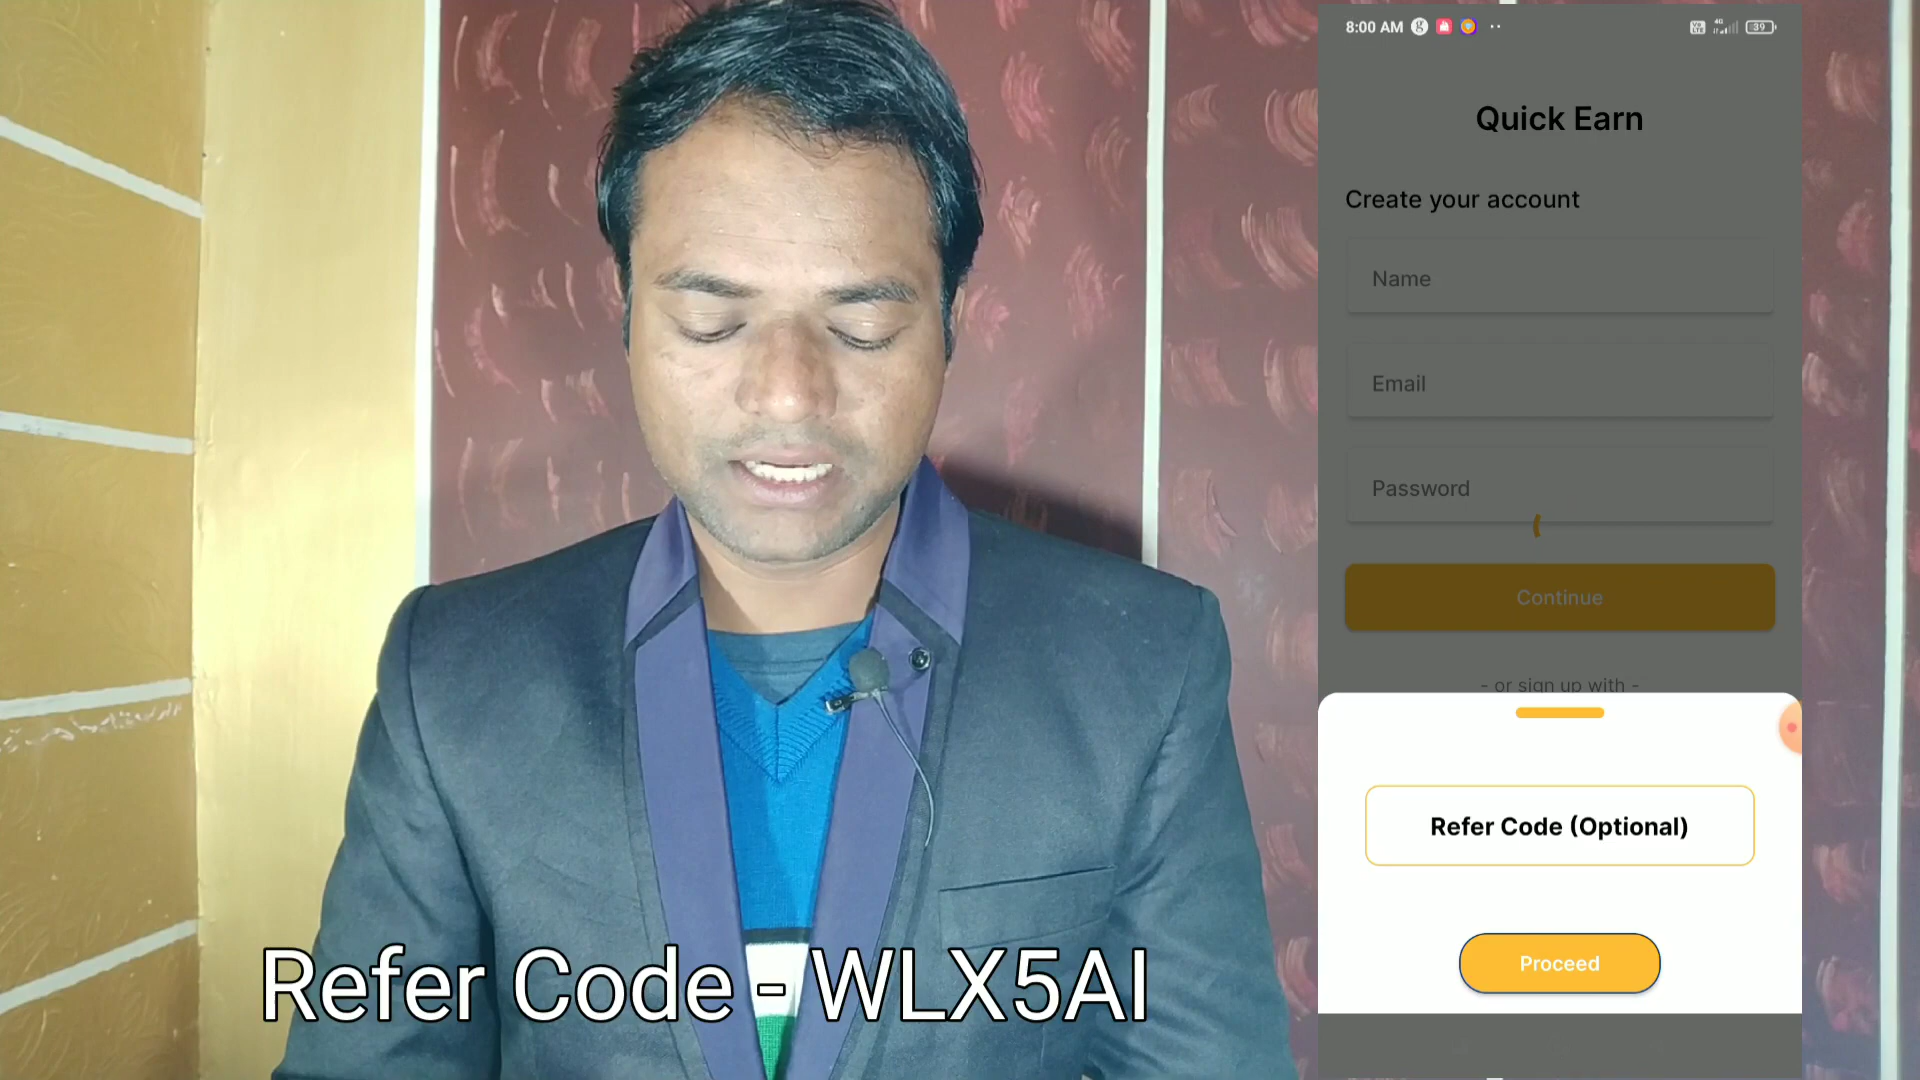 8:00 AM
39
Quick Earn
Create your account
Name
Email
Password
Continue
- or sign up with -
Refer Code (Optional)
Proceed
Refer Code - WLX5AI